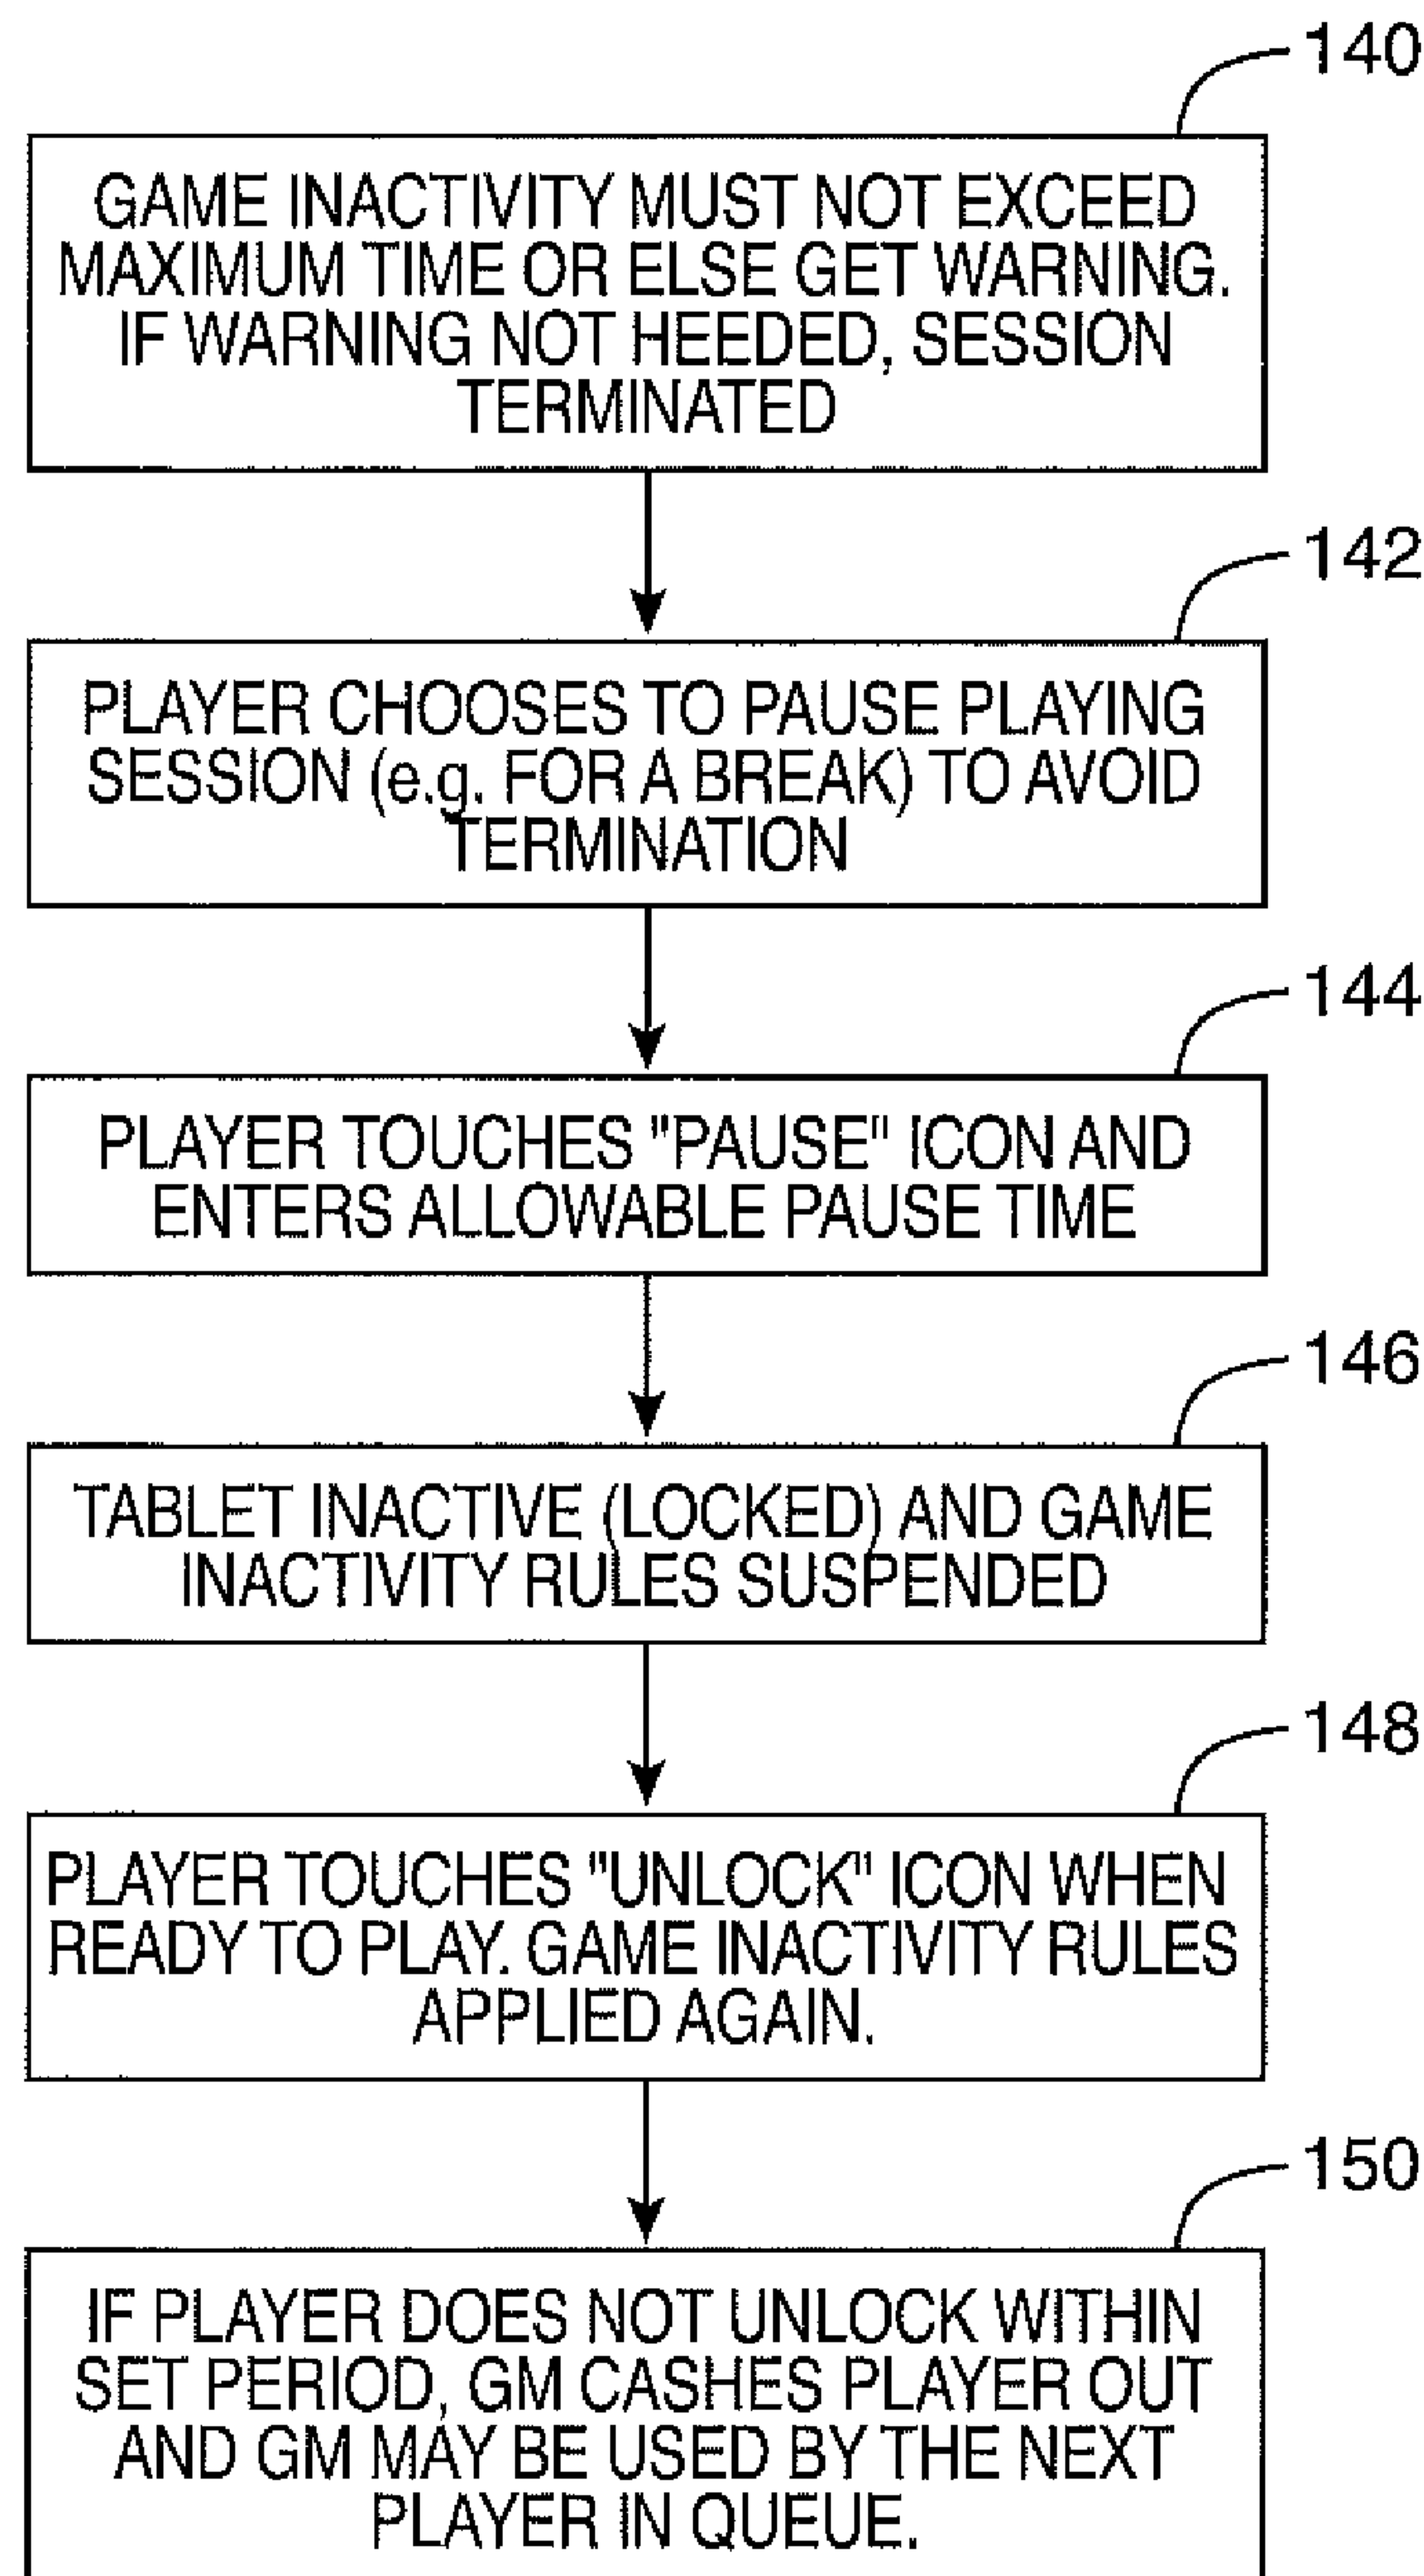 140
GAME INACTIVITY MUST NOT EXCEED
MAXIMUM TIME OR ELSE GET WARNING.
IF WARNING NOT HEEDED, SESSION
TERMINATED
142
PLAYER CHOOSES TO PAUSE PLAYING
SESSION (e.g. FOR A BREAK) TO AVOID
TERMINATION
144
PLAYER TOUCHES "PAUSE" ICON AND
ENTERS ALLOWABLE PAUSE TIME
146
TABLET INACTIVE (LOCKED) AND GAME
INACTIVITY RULES SUSPENDED
148
PLAYER TOUCHES "UNLOCK" ICON WHEN
READY TO PLAY. GAME INACTIVITY RULES
APPLIED AGAIN.
150
IF PLAYER DOES NOT UNLOCK WITHIN
SET PERIOD, GM CASHES PLAYER OUT
AND GM MAY BE USED BY THE NEXT
PLAYER IN QUEUE.